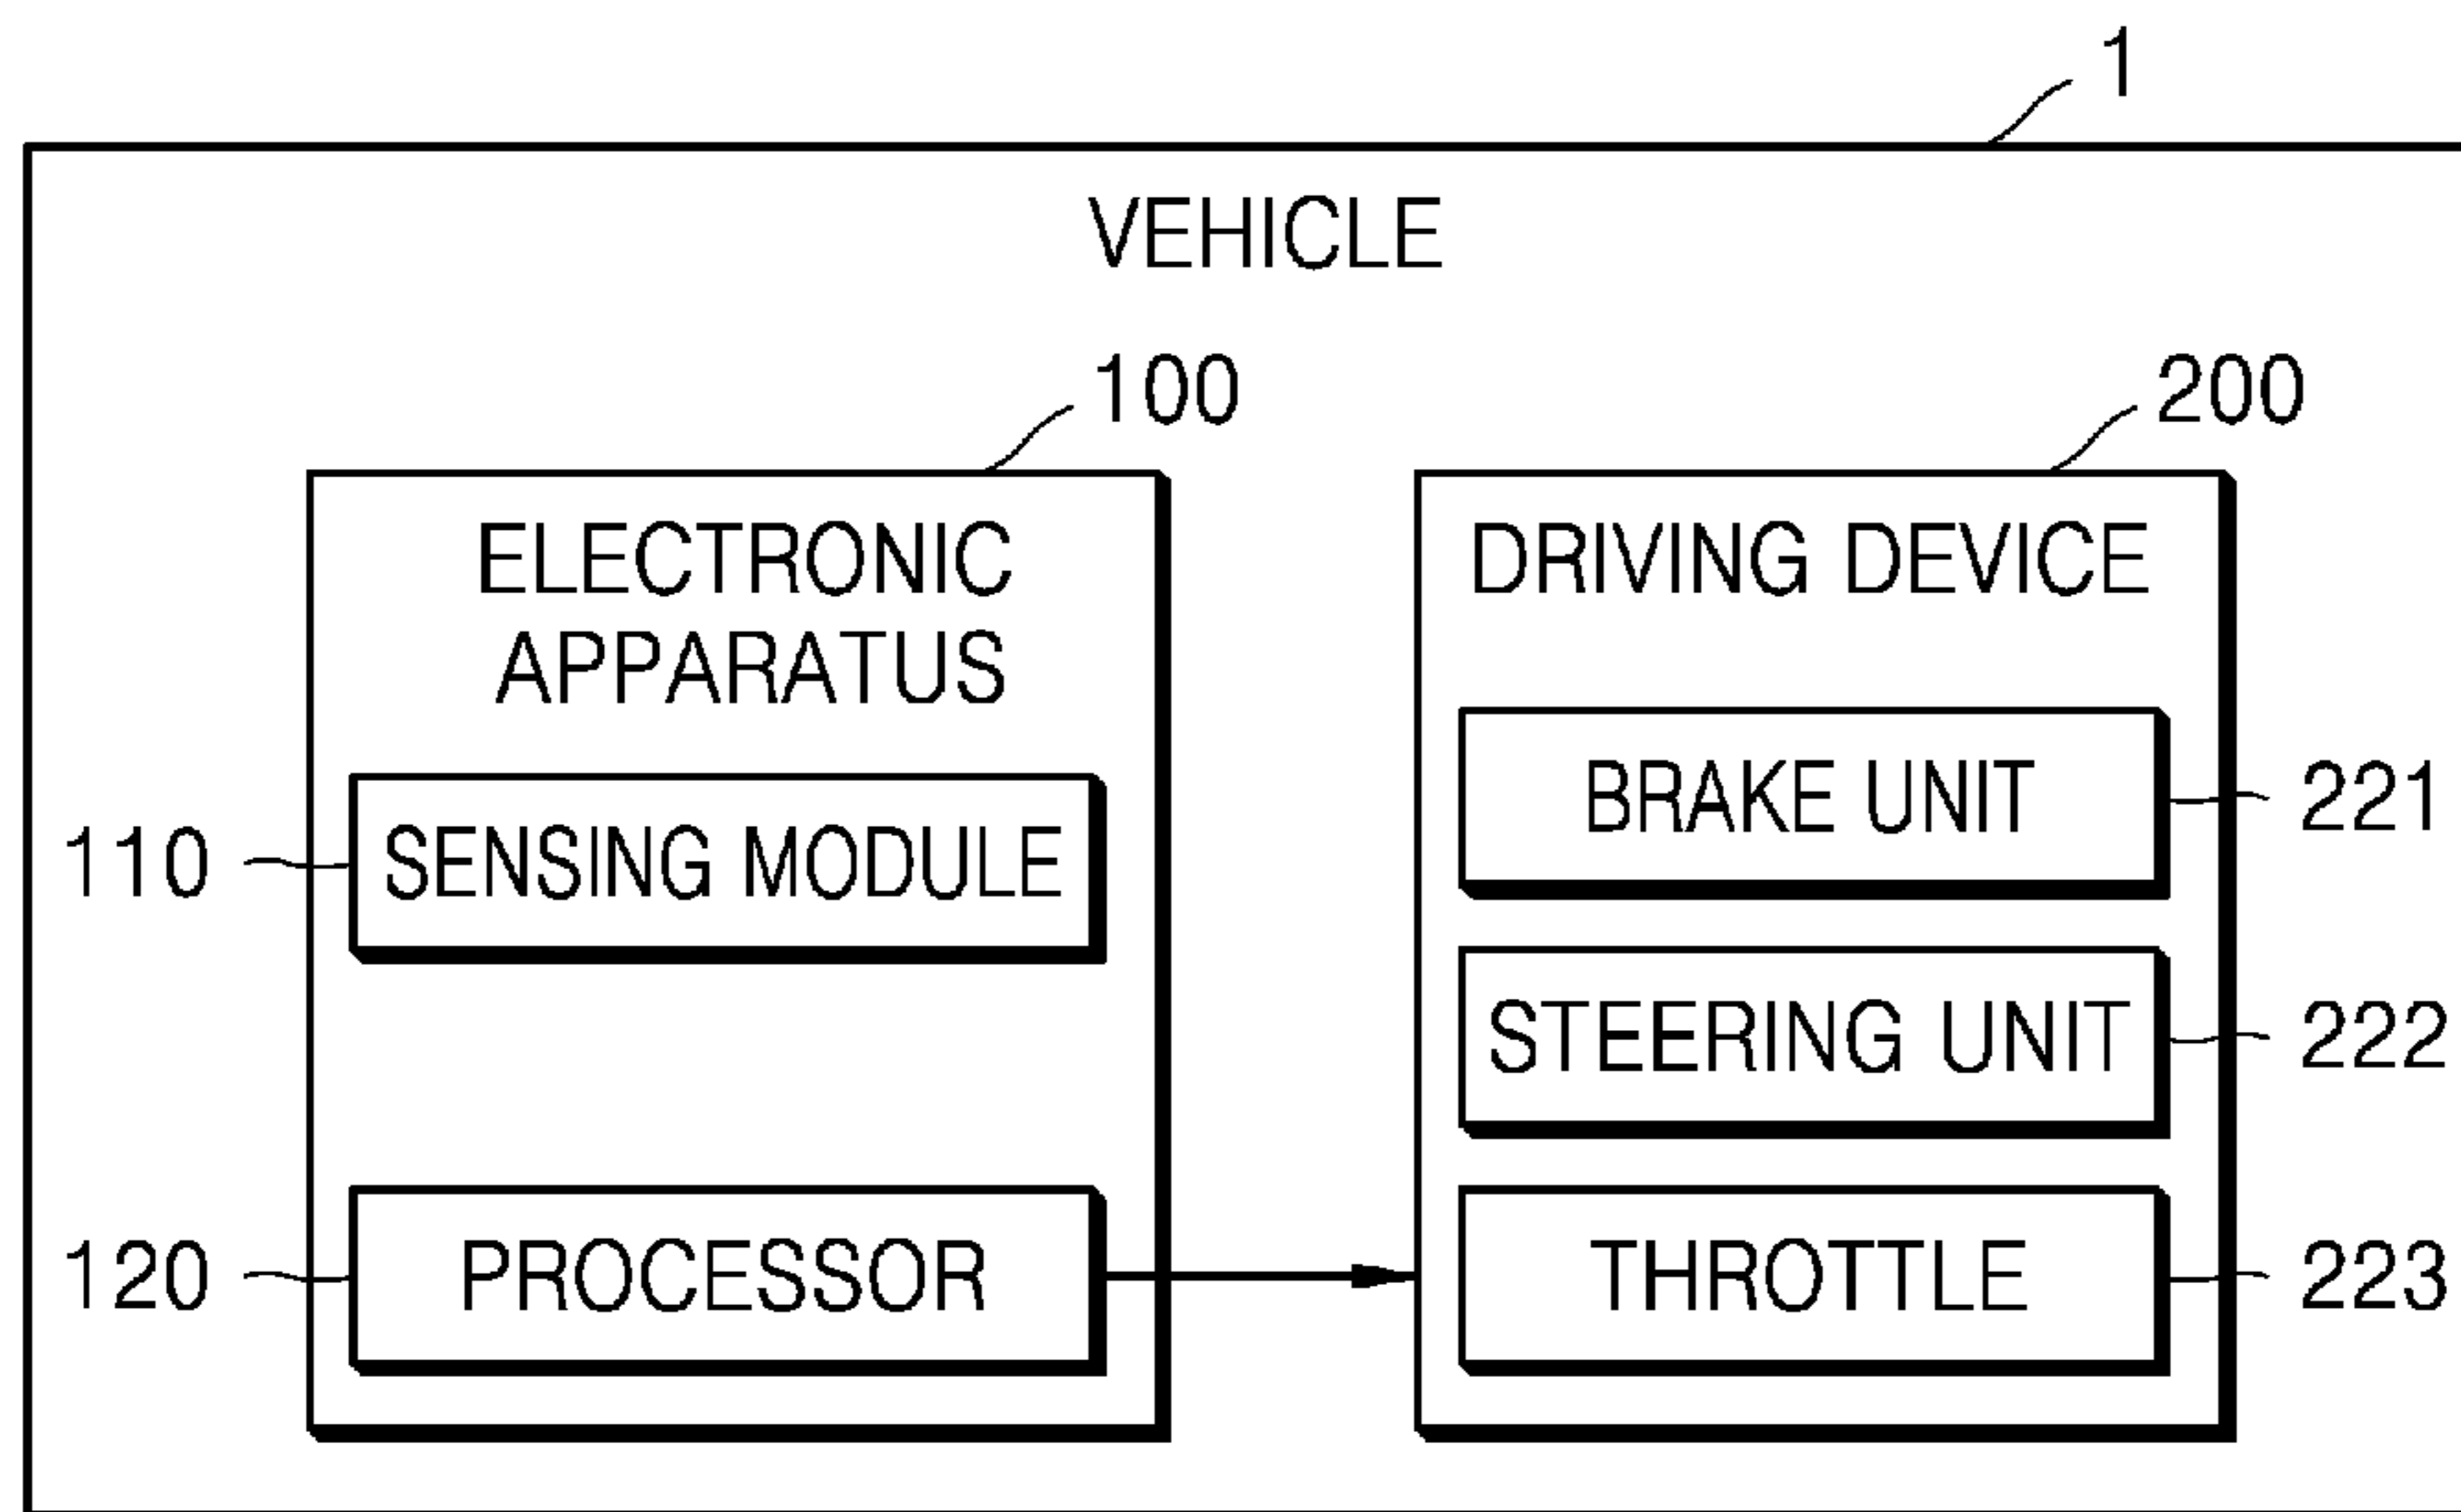 1
VEHICLE
100
200
ELECTRONIC
APPARATUS
DRIVING DEVICE
110
SENSING MODULE
BRAKE UNIT
221
STEERING UNIT
222
120
PROCESSOR
THROTTLE
223